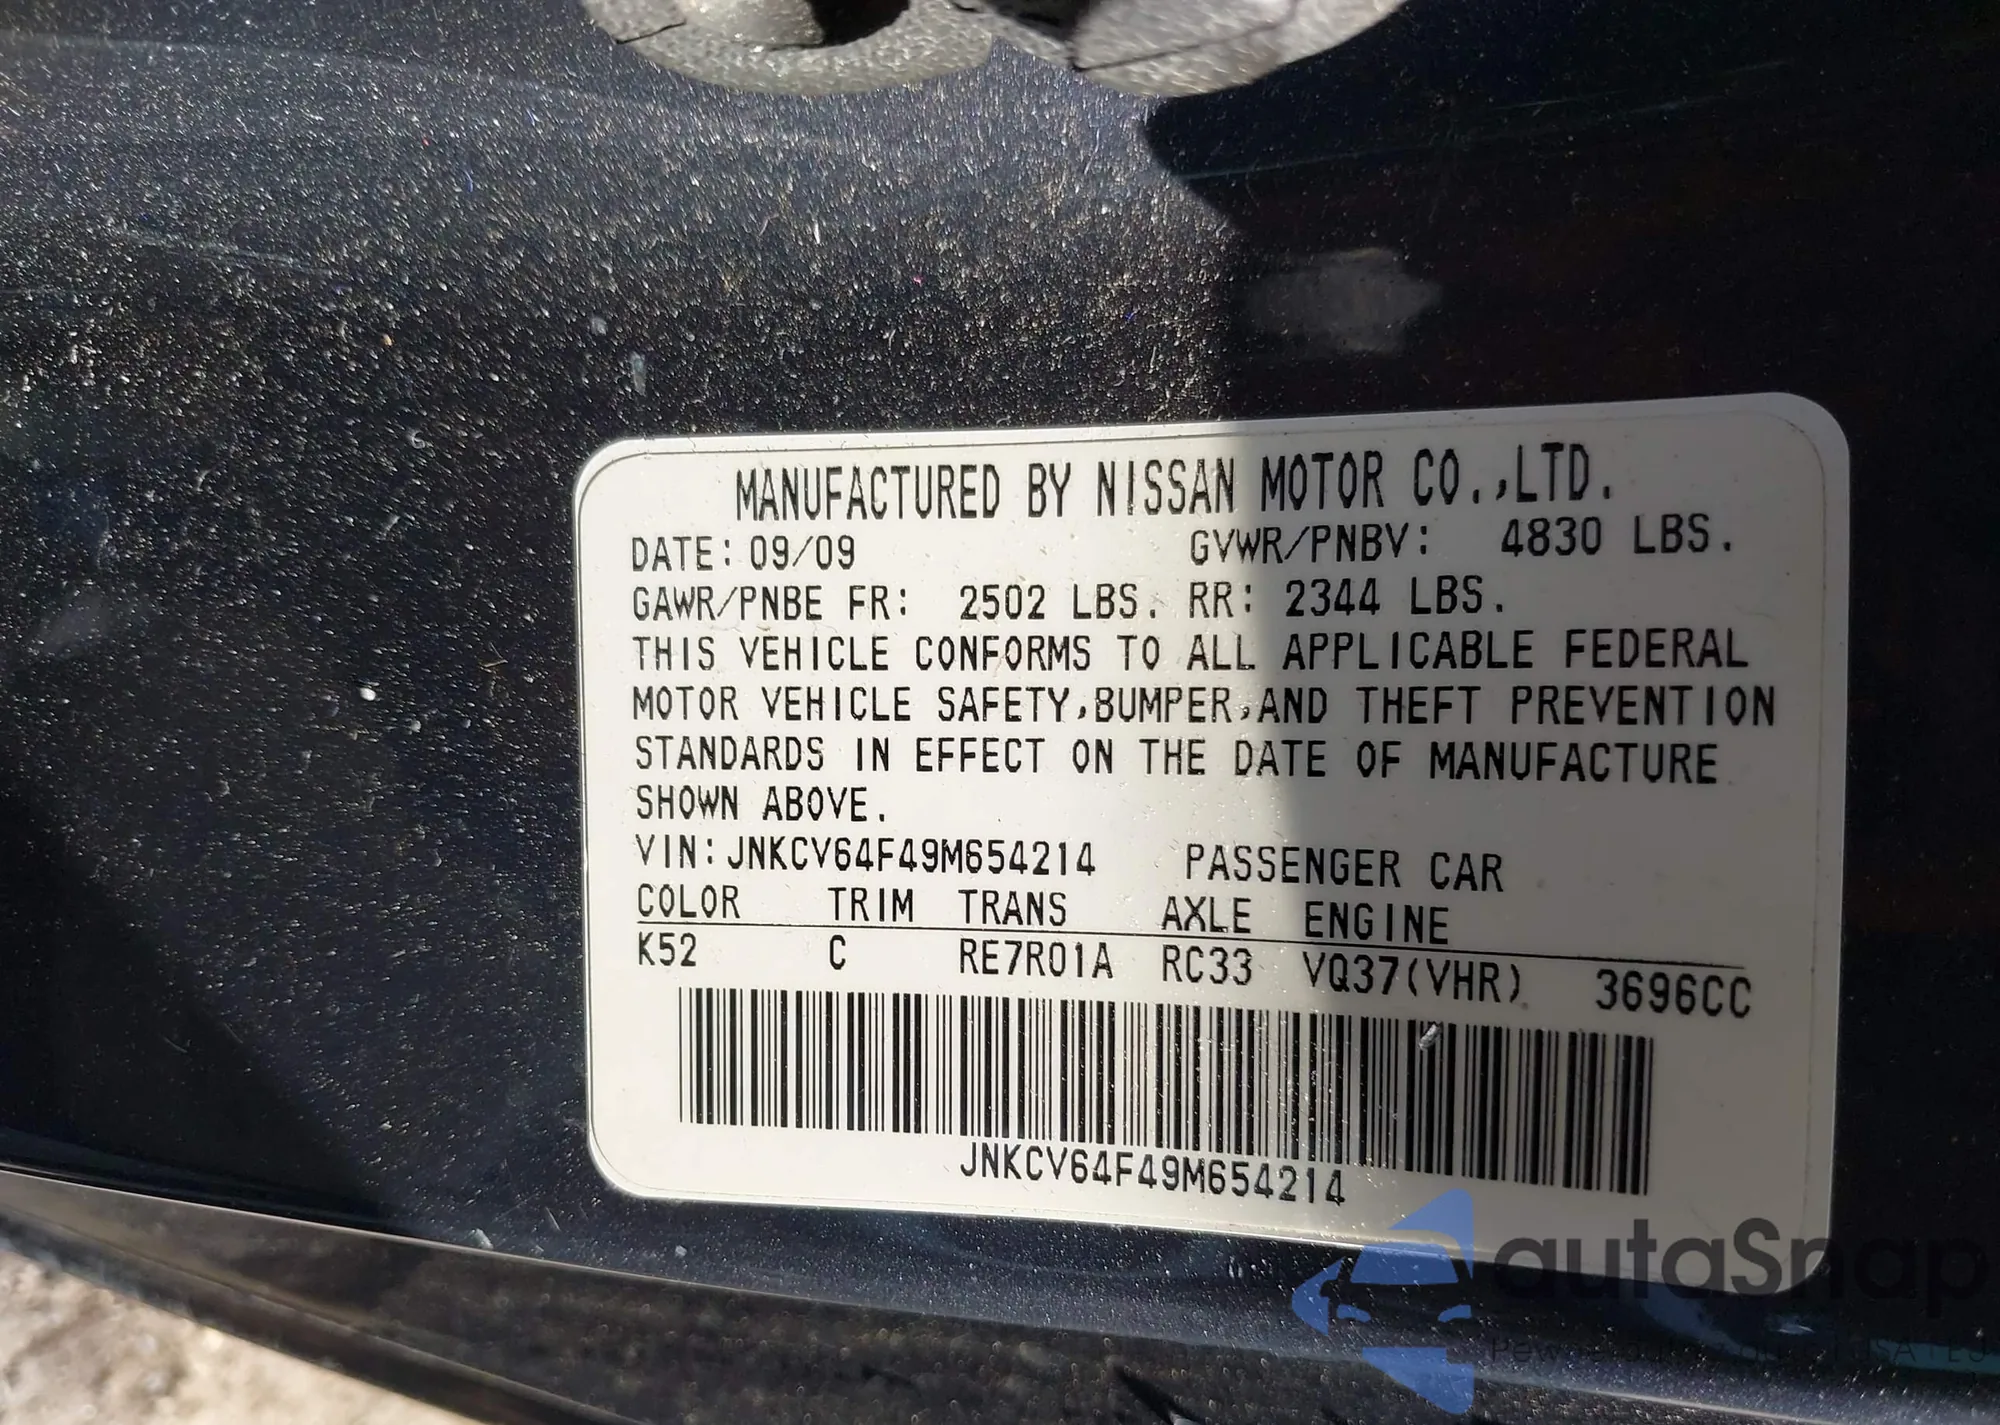 MANUFACTURED BY NISSAN MOTOR CO.,LTD.
DATE: 09/09 GVWR/PNBV: 4830 LBS.
GAWR/PNBE FR: 2502 LBS. RR: 2344 LBS.
THIS VEHICLE CONFORMS TO ALL APPLICABLE FEDERAL
MOTOR VEHICLE SAFETY,BUMPER,AND THEFT PREVENTION
STANDARDS IN EFFECT ON THE DATE OF MANUFACTURE
SHOWN ABOVE.
VIN: JNKCV64F49M654214 PASSENGER CAR
COLOR TRIM TRANS AXLE ENGINE
K52 C RE7R01A RC33 VQ37(VHR) 3696CC
JNKCV64F49M654214
autaSnap